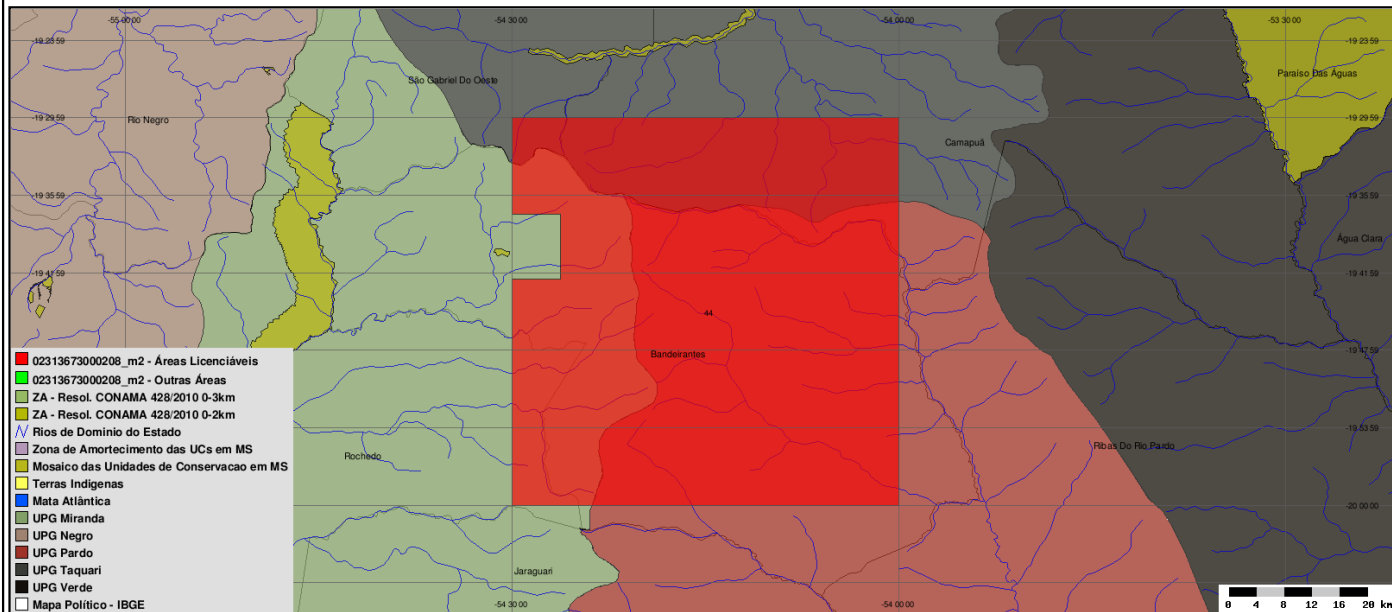 -55 00 00
-54 30 00
-54 00 00
-53 30 00
-19 23 59
-19 23 59
São Gabriel Do Oeste
Paraíso Das Águas
Rio Negro
-19 29 59
-19 29 59
Camapuã
-19 35 59
-19 35 59
Água Clara
-19 41 59
-19 41 59
44
Bandeirantes
-19 47 59
02313673000208_m2 - Áreas Licenciáveis
02313673000208_m2 - Outras Áreas
ZA - Resol. CONAMA 428/2010 0-3km
ZA - Resol. CONAMA 428/2010 0-2km
Rios de Dominio do Estado
Zona de Amortecimento das UCs em MS
Mosaico das Unidades de Conservacao em MS
Terras Indigenas
Mata Atlântica
UPG Miranda
UPG Negro
UPG Pardo
UPG Taquari
UPG Verde
Mapa Político - IBGE
-19 53 59
Ribas Do Rio Pardo
Rochedo
-20 00 00
Jaraguari
-54 30 00
-54 00 00
0 4 8 12 16 20 km